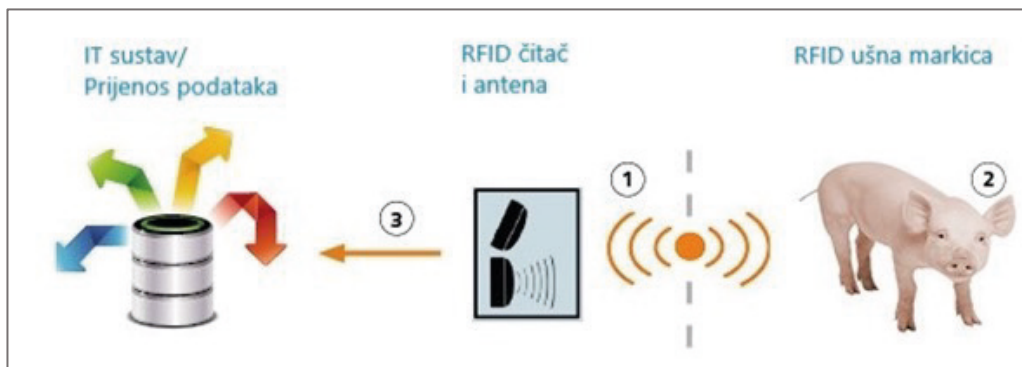 IT sustav/
Prijenos podataka
RFID čitač
i antena
RFID ušna markica
1
2
3